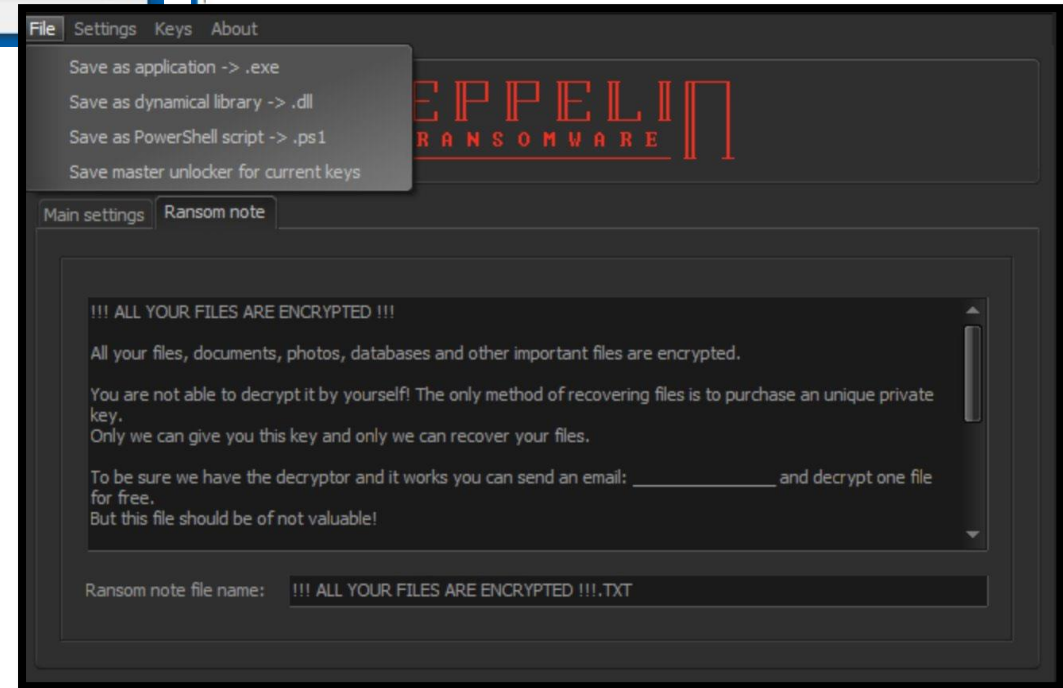 File Settings Keys About
Save as application -> .exe
Save as dynamical library -> .dll
Save as PowerShell script -> .ps1
Save master unlocker for current keys
EPPELIN
RANSOMWARE
Main settings Ransom note
!!! ALL YOUR FILES ARE ENCRYPTED !!!
All your files, documents, photos, databases and other important files are encrypted.
You are not able to decrypt it by yourself! The only method of recovering files is to purchase an unique private
key.
Only we can give you this key and only we can recover your files.
To be sure we have the decryptor and it works you can send an email: ________________ and decrypt one file
for free.
But this file should be of not valuable!
Ransom note file name: !!! ALL YOUR FILES ARE ENCRYPTED !!!.TXT